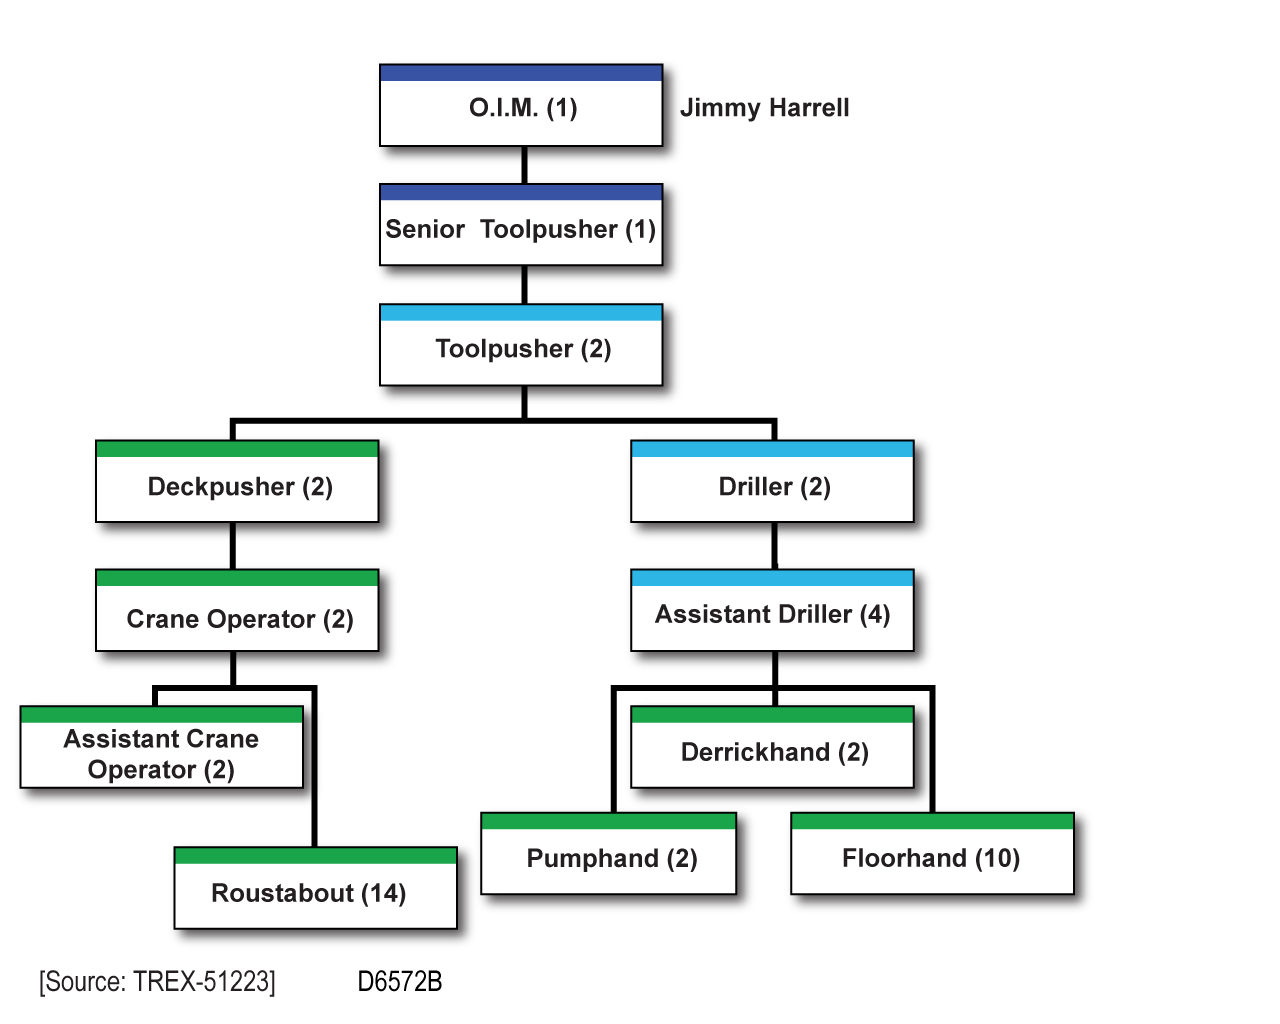 O.I.M. (1)
Jimmy Harrell
Senior Toolpusher (1)
Toolpusher (2)
Deckpusher (2)
Driller (2)
Crane Operator (2)
Assistant Driller (4)
Assistant Crane
Operator (2)
Derrickhand (2)
Pumphand (2)
Floorhand (10)
Roustabout (14)
[Source: TREX-51223]
D6572B